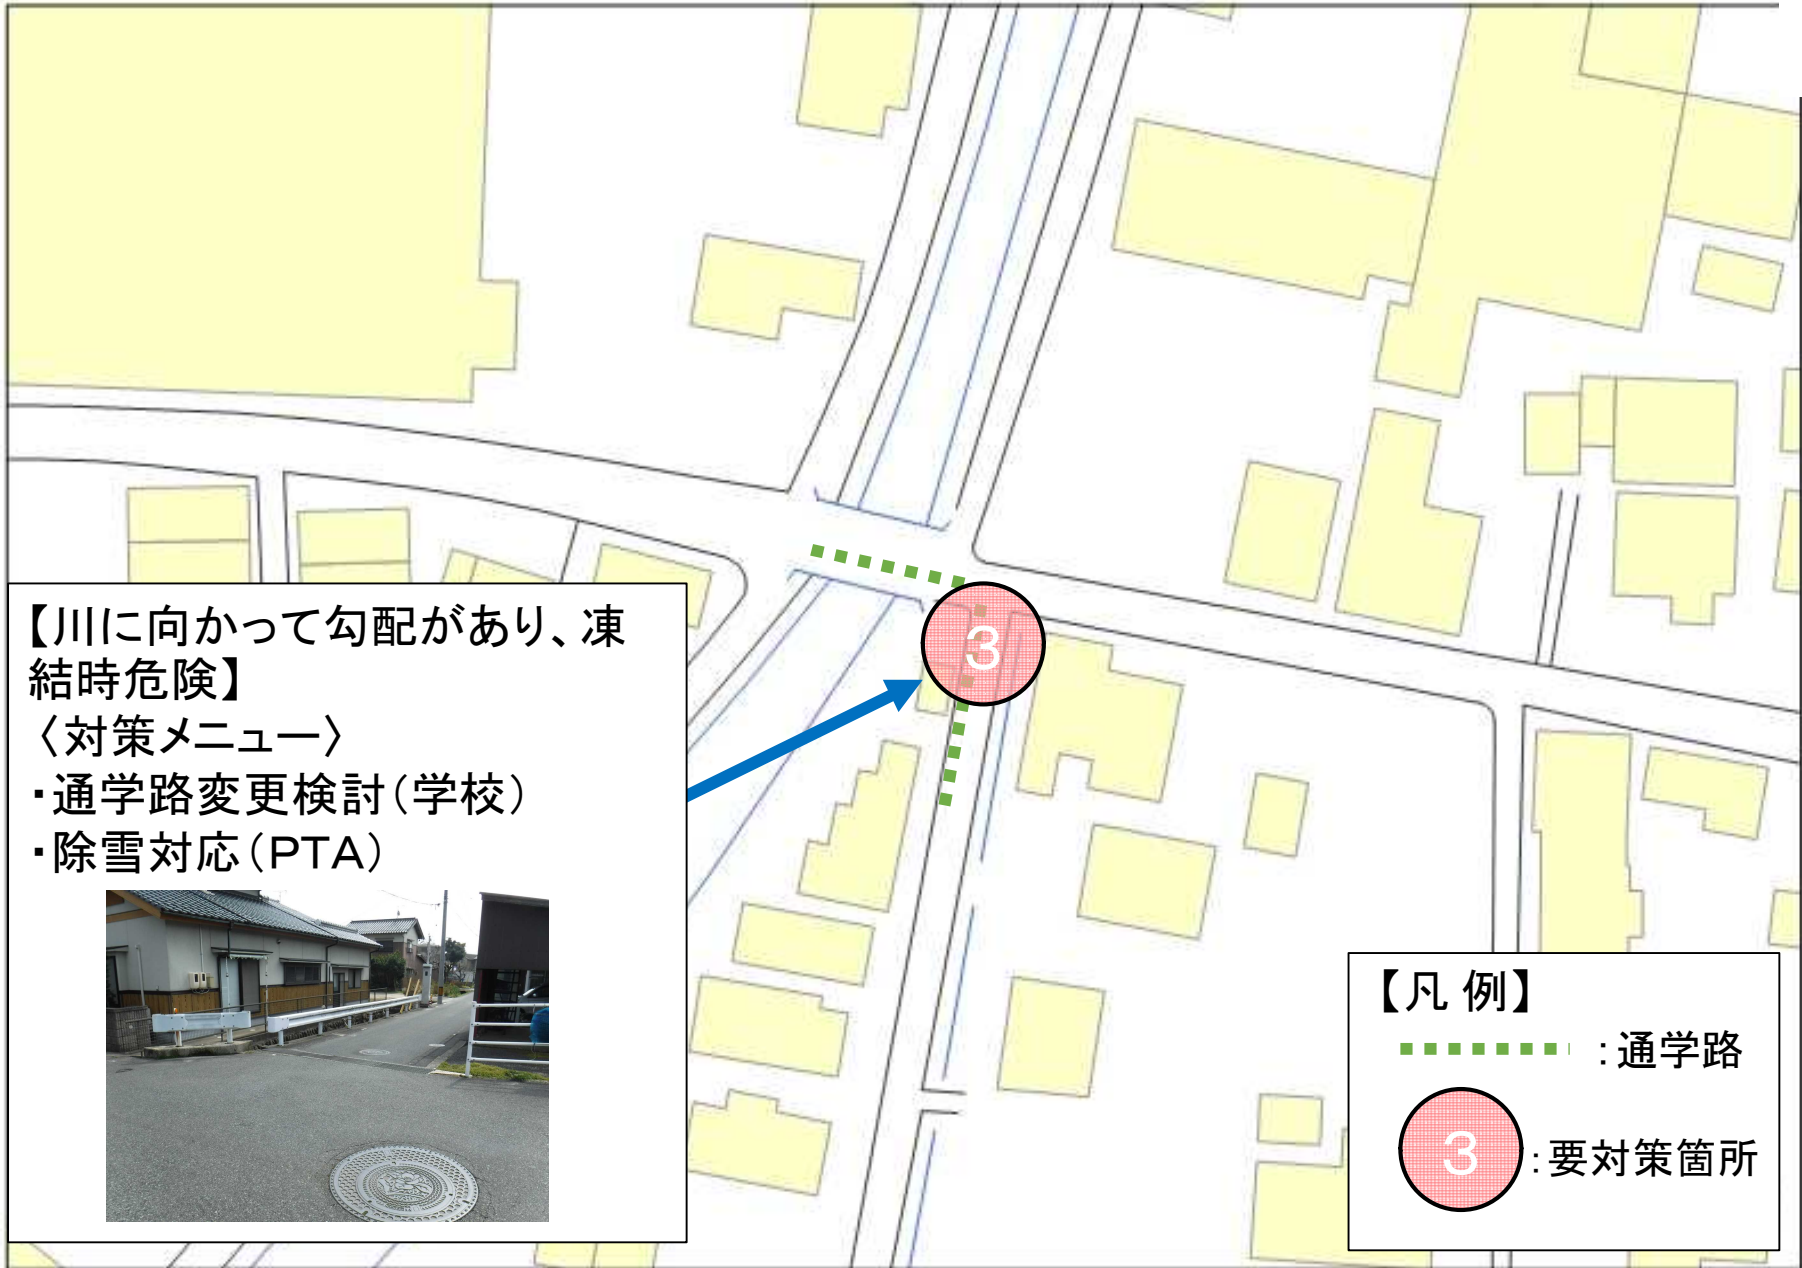 【川に向かって勾配があり、凍
結時危険】
〈対策メニュー〉
・通学路変更検討（学校）
・除雪対応（PTA）
3
【凡 例】
：通学路
3
：要対策箇所